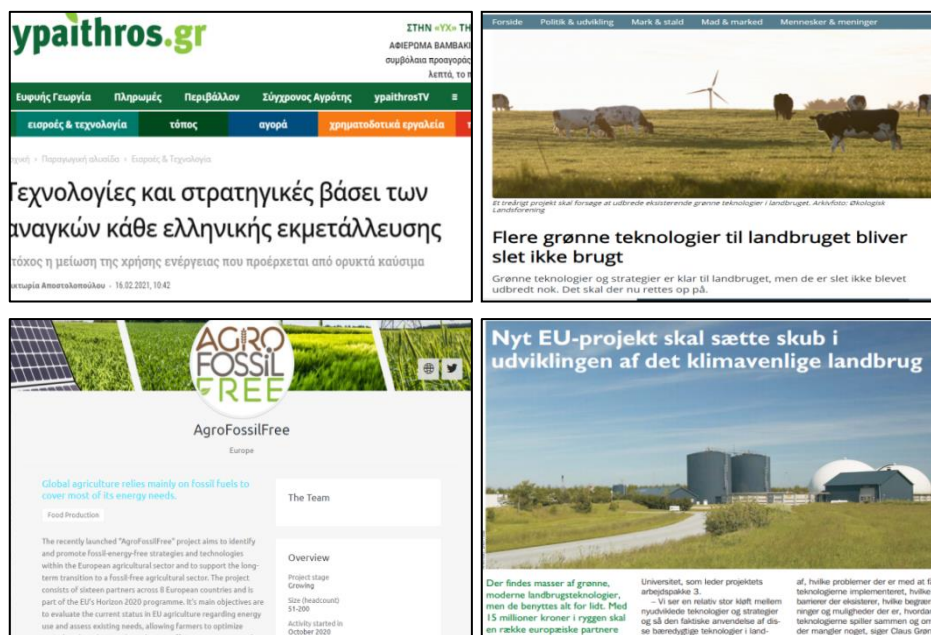 ypaithros.gr
ΣΤΗΝ «ΥΧ» ΤΗ
ΑΦΙΕΡΩΜΑ ΒΑΜΒΑΚΙ
συμβόλαια προαγοράς
λεπτά, το π
Ευφυής Γεωργία Πληρωμές Περιβάλλον Σύγχρονος Αγρότης ypaithrosTV
εισροές & τεχνολογία τόπος αγορά χρηματοδοτικά εργαλεία
Παραγωγική αλυσίδα › Εισροές & Τεχνολογία
Τεχνολογίες και στρατηγικές βάσει των
αναγκών κάθε ελληνικής εκμετάλλευσης
τόχος η μείωση της χρήσης ενέργειας που προέρχεται από ορυκτά καύσιμα
ικτωρία Αποστολοπούλου - 16.02.2021, 10:42
Forside Politik & udvikling Mark & stald Mad & marked Mennesker & meninger
Et treårigt projekt skal forsøge at udbrede eksisterende grønne teknologier i landbruget. Arkivfoto: Økologisk
Landsforening
Flere grønne teknologier til landbruget bliver
slet ikke brugt
Grønne teknologier og strategier er klar til landbruget, men de er slet ikke blevet
udbredt nok. Det skal der nu rettes op på.
AGRO
FOSSIL
FREE
AgroFossilFree
Europe
Global agriculture relies mainly on fossil fuels to
cover most of its energy needs.
Food Production
The recently launched "AgroFossilFree" project aims to identify
and promote fossil-energy-free strategies and technologies
within the European agricultural sector and to support the long-
term transition to a fossil-free agricultural sector. The project
consists of sixteen partners across 8 European countries and is
part of the EU's Horizon 2020 programme. It's main objectives are
to evaluate the current status in EU agriculture regarding energy
use and assess existing needs, allowing farmers to optimize
The Team
Overview
Project stage
Growing
Size (headcount)
51-200
Activity started in
October 2020
Nyt EU-projekt skal sætte skub i
udviklingen af det klimavenlige landbrug
Der findes masser af grønne,
moderne landbrugsteknologier,
men de benyttes alt for lidt. Med
15 millioner kroner i ryggen skal
en række europæiske partnere
Universitet, som leder projektets
arbejdspakke 3.
– Vi ser en relativ stor kløft mellem
nyudviklede teknologier og strategier
og så den faktiske anvendelse af dis-
se bæredygtige teknologier i land-
af, hvilke problemer der er med at få
teknologierne implementeret, hvilke
barrierer der eksisterer, hvilke begræn
ninger og muligheder der er, hvordan
teknologierne spiller sammen og om
der mangler noget, siger Claus Grøn